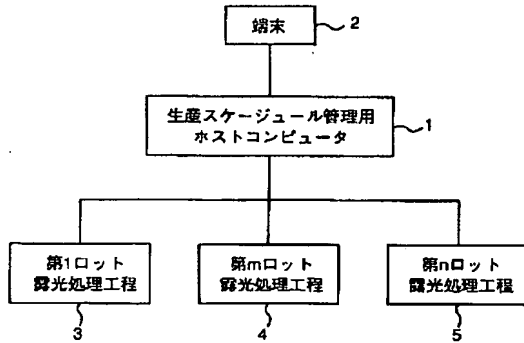 端末
2
生産スケージュール管理用
ホストコンピュータ
1
第1ロット
露光処理工程
第mロット
露光処理工程
第nロット
露光処理工程
3
4
5